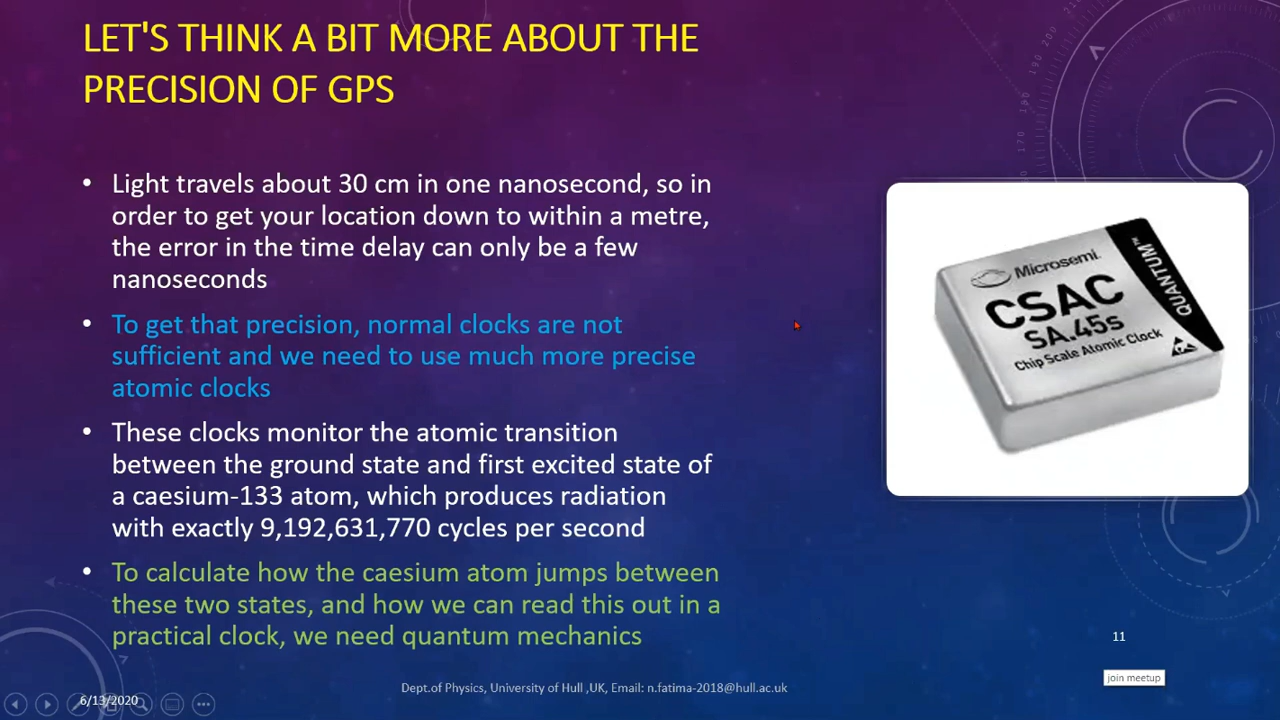 LET'S THINK A BIT MORE ABOUT THE
PRECISION OF GPS
• Light travels about 30 cm in one nanosecond, so in
order to get your location down to within a metre,
the error in the time delay can only be a few
nanoseconds
• To get that precision, normal clocks are not
sufficient and we need to use much more precise
atomic clocks
• These clocks monitor the atomic transition
between the ground state and first excited state of
a caesium-133 atom, which produces radiation
with exactly 9,192,631,770 cycles per second
• To calculate how the caesium atom jumps between
these two states, and how we can read this out in a
practical clock, we need quantum mechanics
Microsemi.
QUANTUM™
CSAC
SA.45s
Chip Scale Atomic Clock
200
190
170
11
join meetup
Dept.of Physics, University of Hull ,UK, Email: n.fatima-2018@hull.ac.uk
6/13/2020